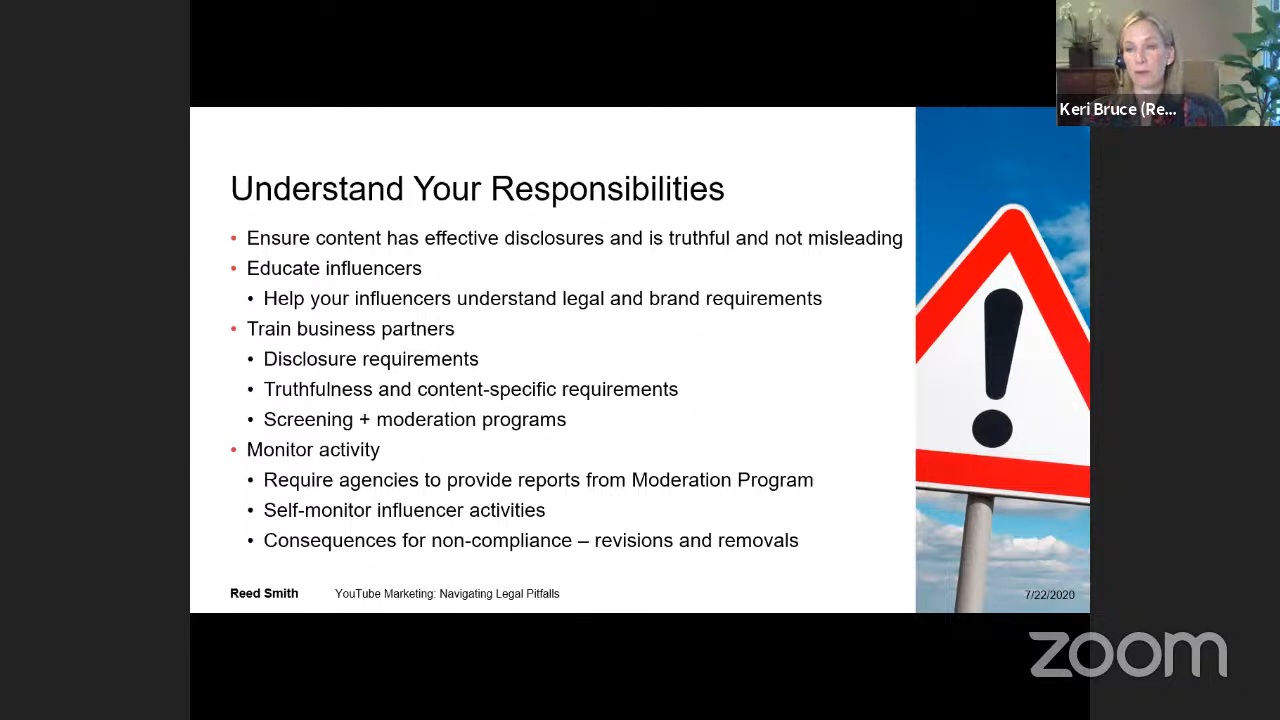 Keri Bruce (Re...
Understand Your Responsibilities
• Ensure content has effective disclosures and is truthful and not misleading
• Educate influencers
• Help your influencers understand legal and brand requirements
• Train business partners
• Disclosure requirements
• Truthfulness and content-specific requirements
• Screening + moderation programs
• Monitor activity
• Require agencies to provide reports from Moderation Program
• Self-monitor influencer activities
• Consequences for non-compliance – revisions and removals
Reed Smith YouTube Marketing: Navigating Legal Pitfalls 7/22/2020
zoom